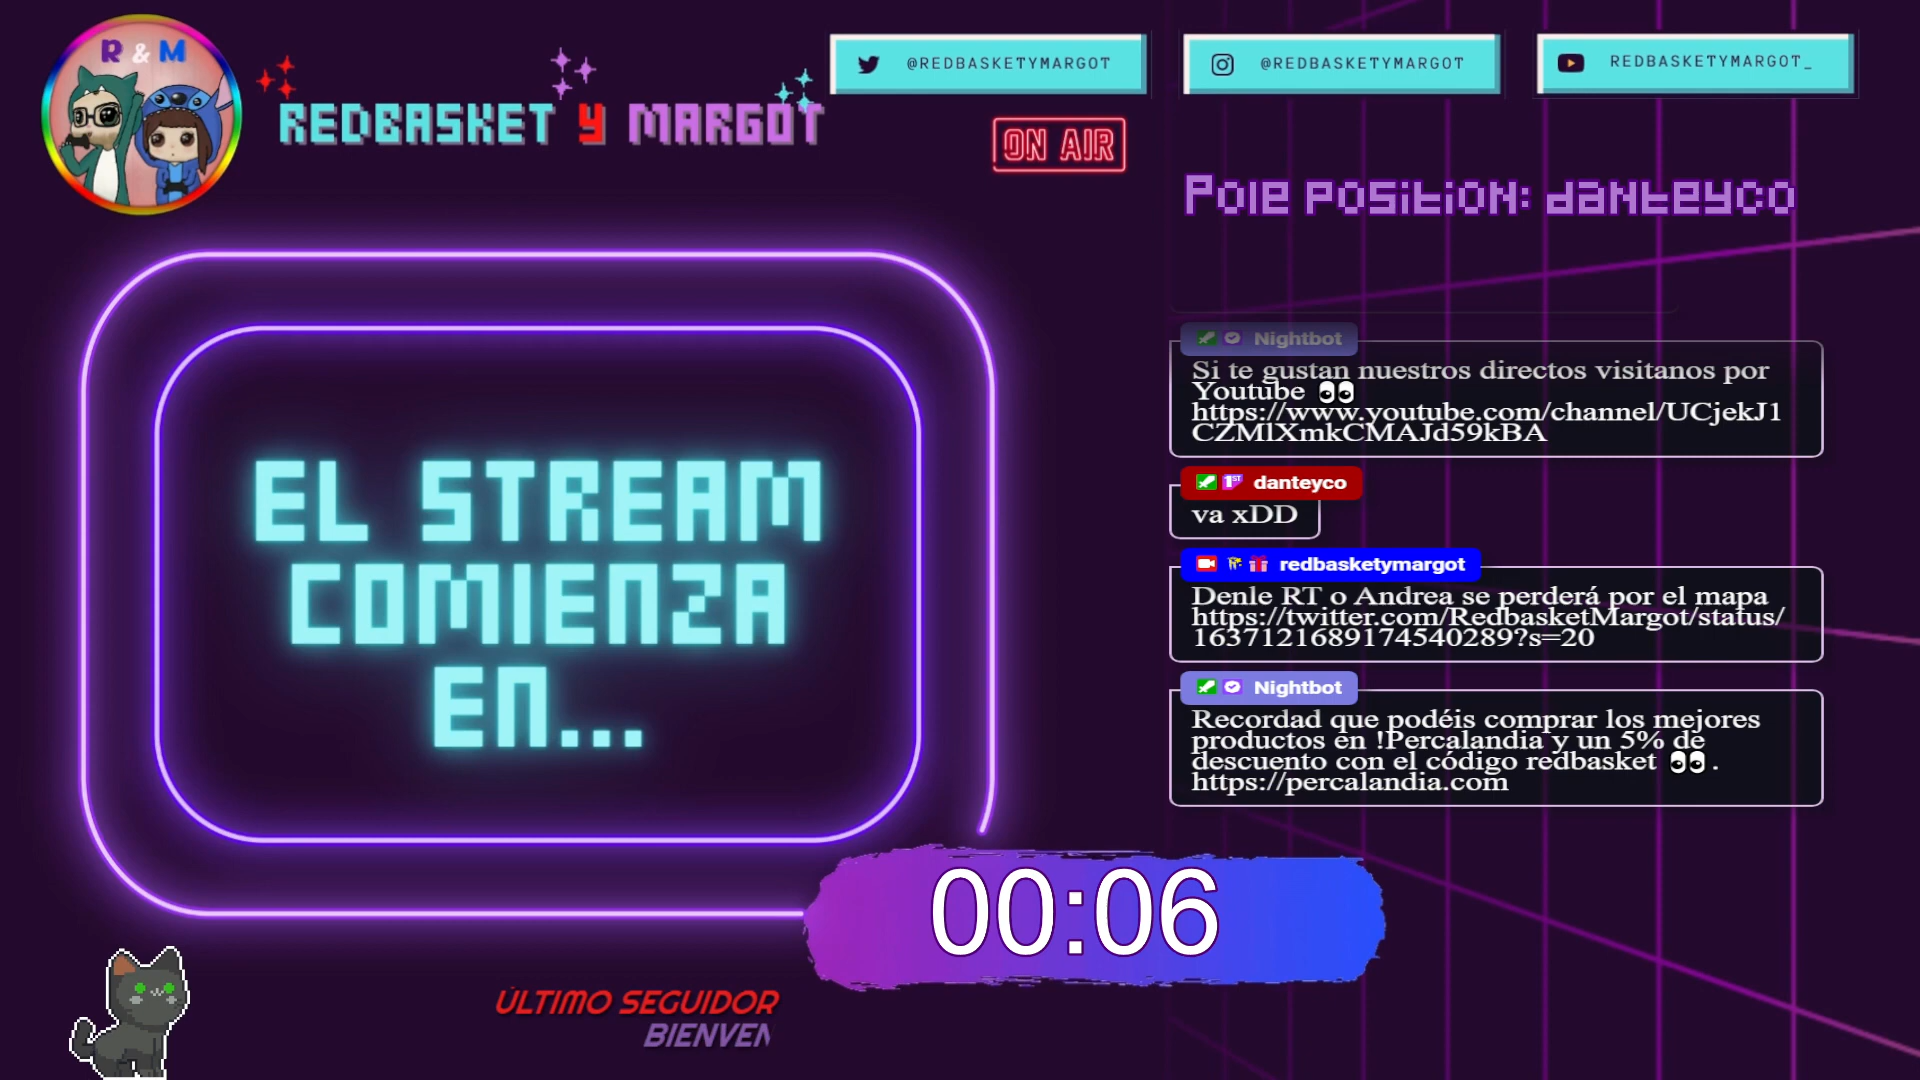 R & M
REDBASKET Y MARGOT
@REDBASKETYMARGOT
@REDBASKETYMARGOT
REDBASKETYMARGOT_
ON AIR
Pole Position: danteyco
Nightbot
Si te gustan nuestros directos visitanos por
Youtube 👀
https://www.youtube.com/channel/UCjekJ1
CZMlXmkCMAJd59kBA
1ST danteyco
va xDD
redbasketymargot
Denle RT o Andrea se perderá por el mapa
https://twitter.com/RedbasketMargot/status/
1637121689174540289?s=20
Nightbot
Recordad que podéis comprar los mejores
productos en !Percalandia y un 5% de
descuento con el código redbasket 👀 .
https://percalandia.com
EL STREAM
COMIENZA
EN...
00:06
ÚLTIMO SEGUIDOR
BIENVEN